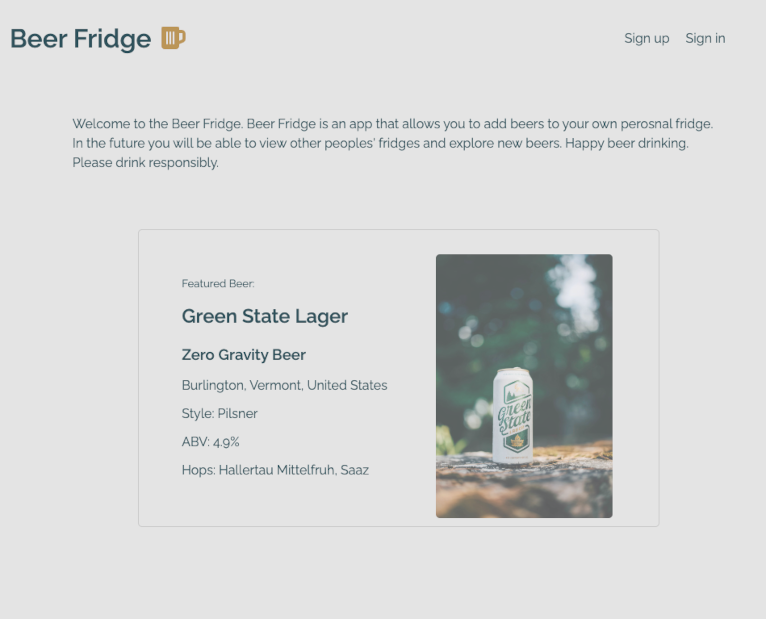 Beer Fridge
Sign up Sign in
Welcome to the Beer Fridge. Beer Fridge is an app that allows you to add beers to your own perosnal fridge.
In the future you will be able to view other peoples' fridges and explore new beers. Happy beer drinking.
Please drink responsibly.
Featured Beer:
Green State Lager
Zero Gravity Beer
Burlington, Vermont, United States
Style: Pilsner
ABV: 4.9%
Hops: Hallertau Mittelfruh, Saaz
Green
State